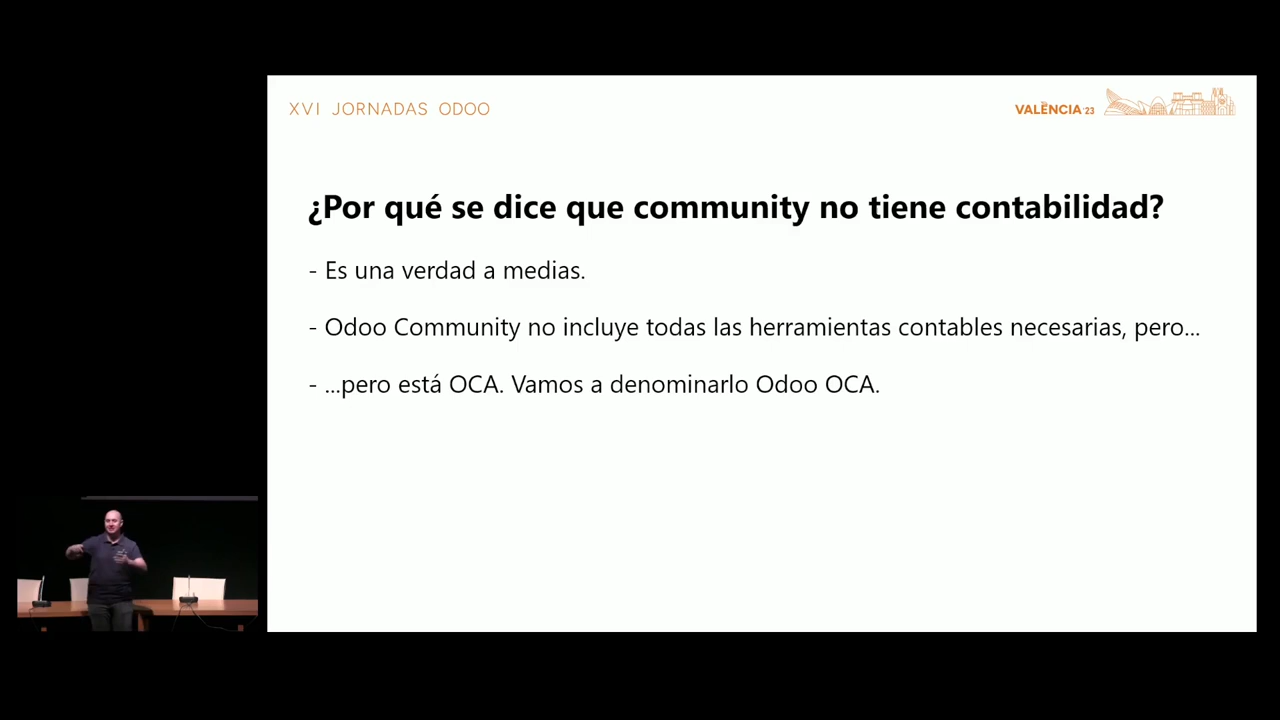 XVI JORNADAS ODOO
VALÈNCIA '23
¿Por qué se dice que community no tiene contabilidad?
- Es una verdad a medias.
- Odoo Community no incluye todas las herramientas contables necesarias, pero...
- ...pero está OCA. Vamos a denominarlo Odoo OCA.